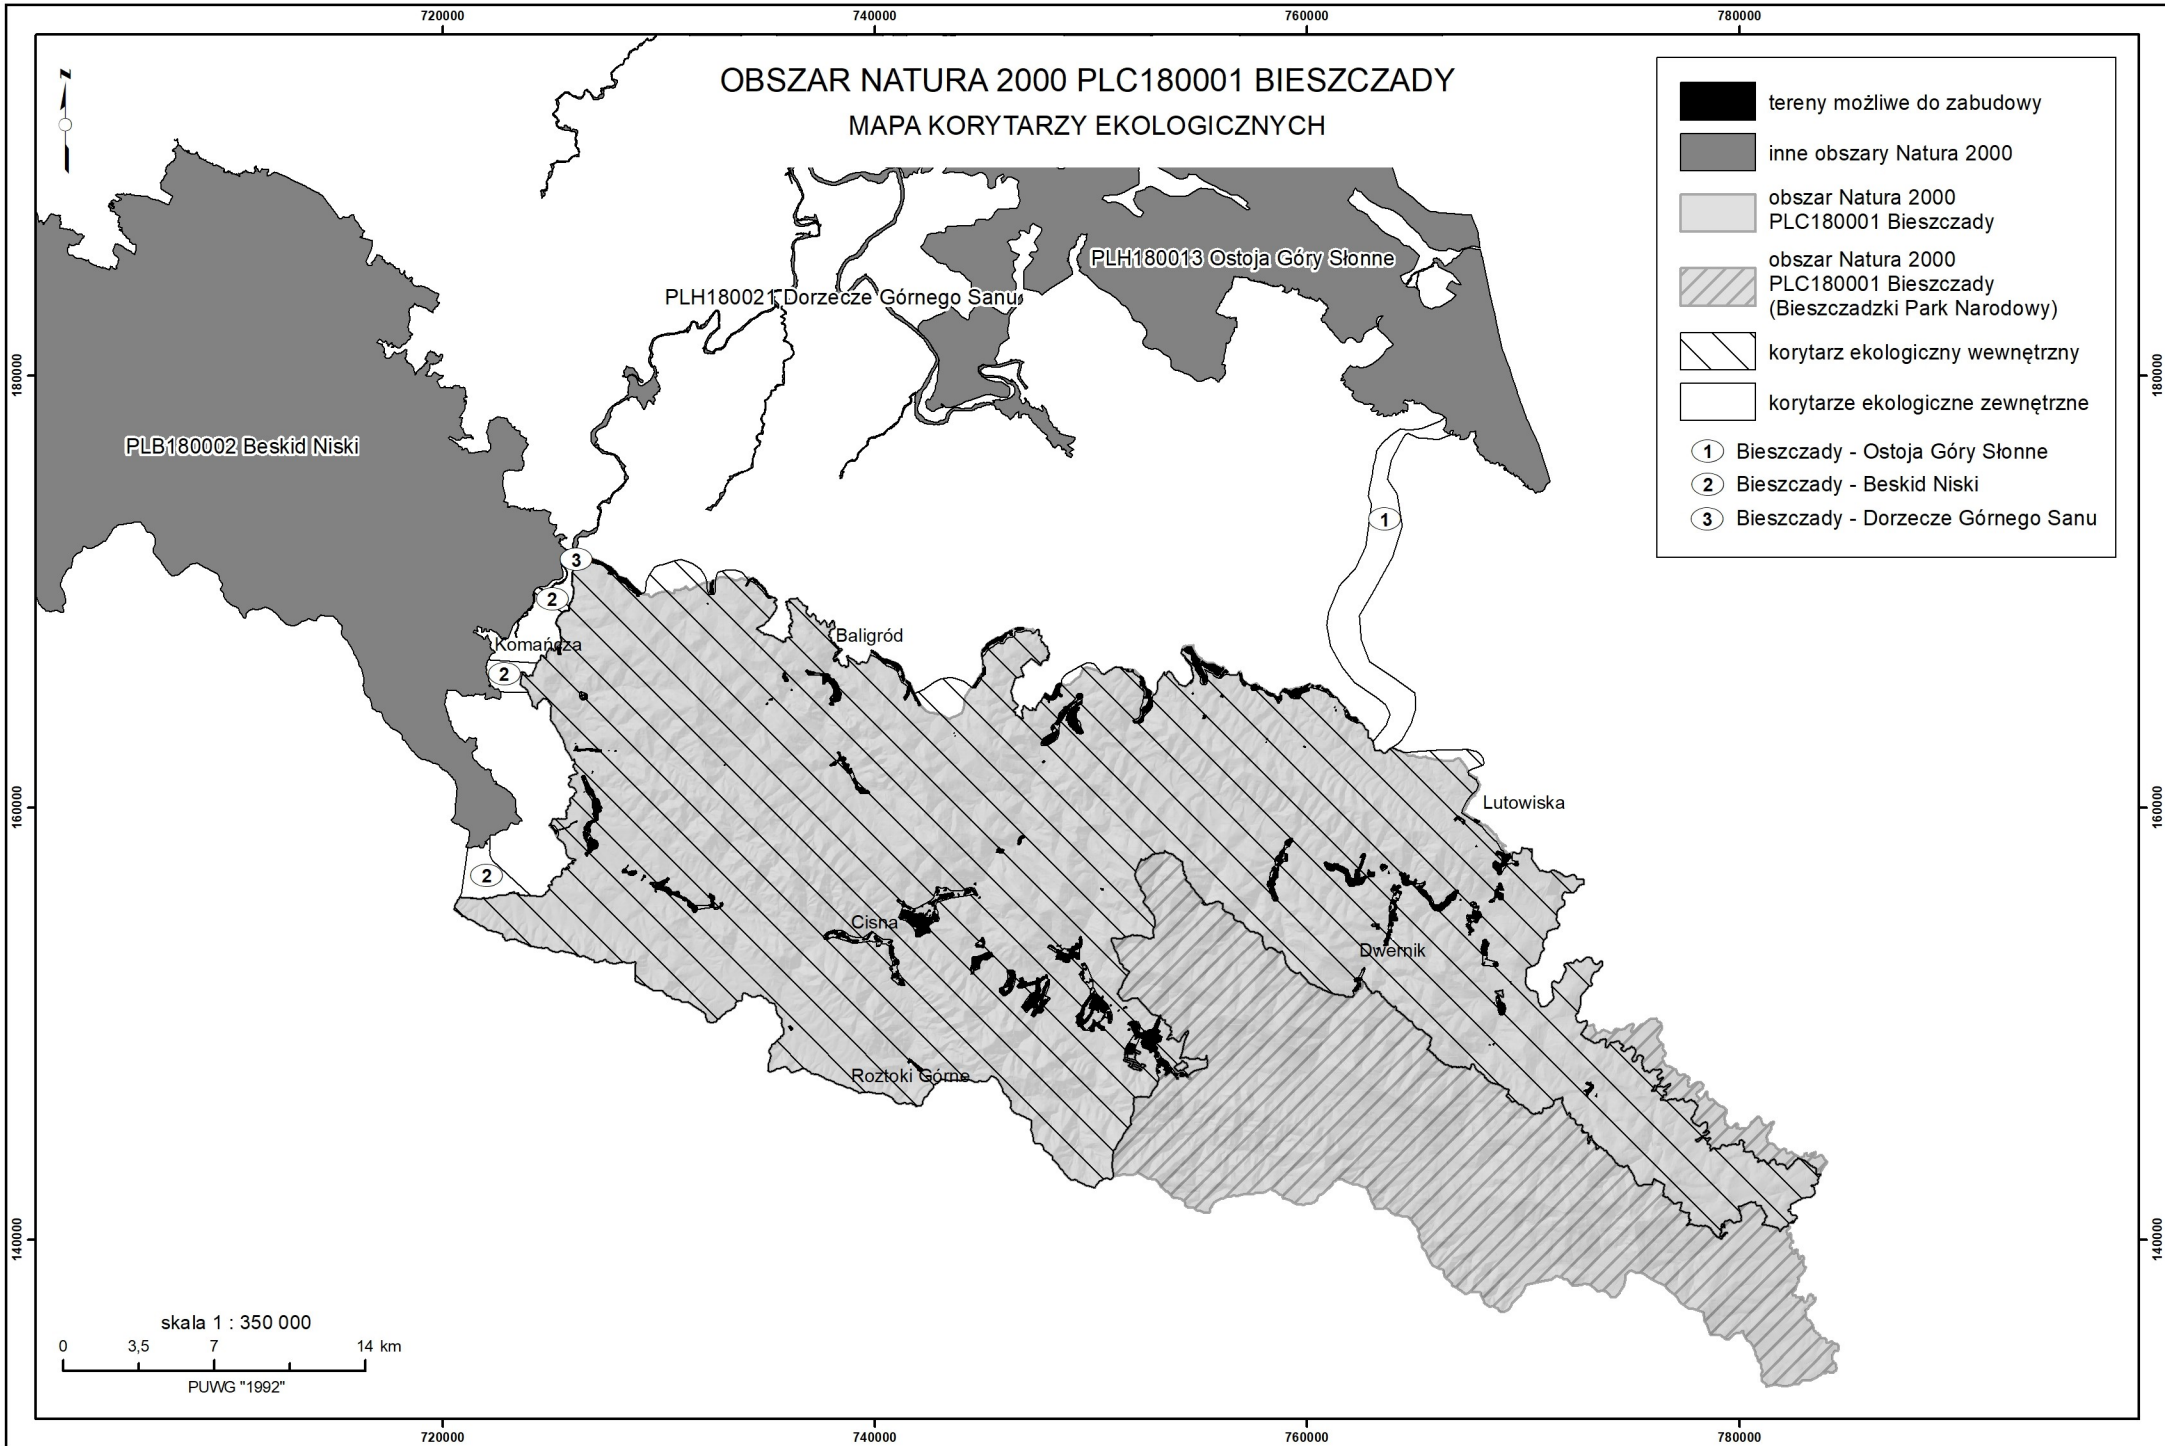 720000
740000
760000
780000
OBSZAR NATURA 2000 PLC180001 BIESZCZADY
MAPA KORYTARZY EKOLOGICZNYCH
N
tereny możliwe do zabudowy
inne obszary Natura 2000
obszar Natura 2000
PLC180001 Bieszczady
obszar Natura 2000
PLC180001 Bieszczady
(Bieszczadzki Park Narodowy)
korytarz ekologiczny wewnętrzny
korytarze ekologiczne zewnętrzne
1 Bieszczady - Ostoja Góry Słonne
2 Bieszczady - Beskid Niski
3 Bieszczady - Dorzecze Górnego Sanu
PLH180013 Ostoja Góry Słonne
PLH180021 Dorzecze Górnego Sanu
180000
180000
PLB180002 Beskid Niski
1
3
2
Komańcza
Baligród
2
160000
160000
Lutowiska
2
Cisna
Dwernik
Roztoki Górne
140000
140000
skala 1 : 350 000
0 3,5 7 14 km
PUWG "1992"
720000
740000
760000
780000